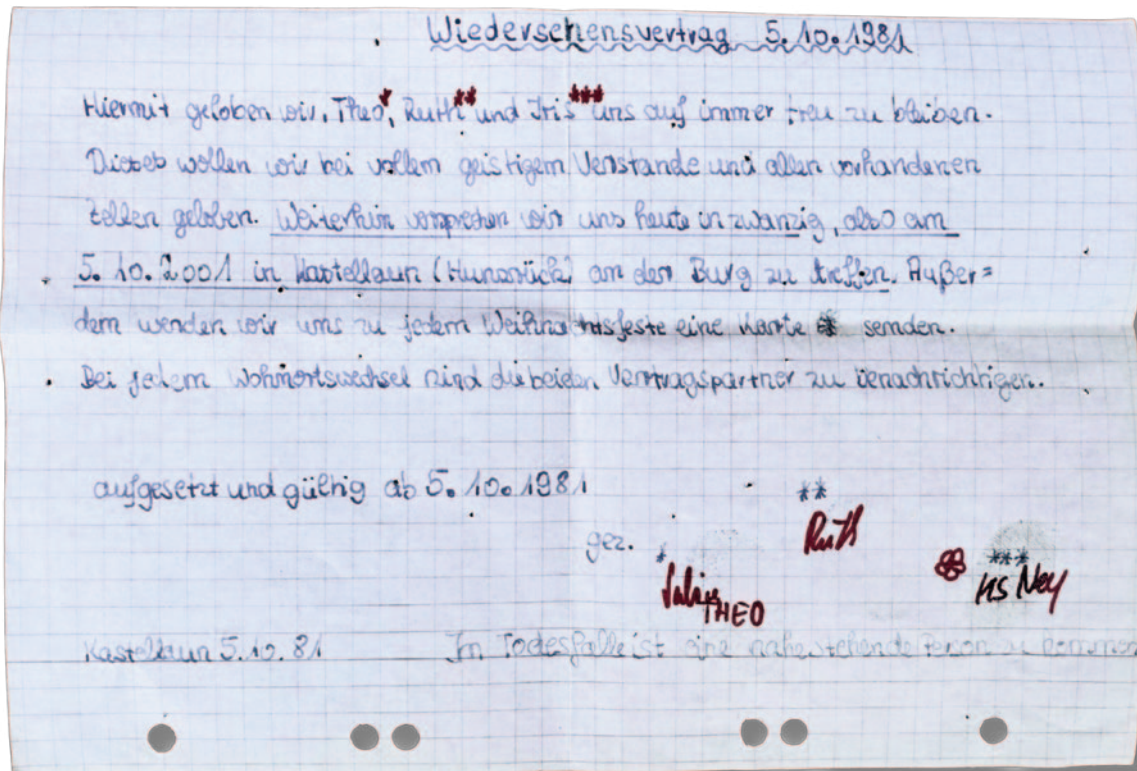 Wiedersehensvertrag 5.10.1981
Hiermit geloben wir, Theo*, Ruth** und Iris*** uns auf immer treu zu bleiben.
Dieses wollen wir bei vollem geistigem Verstande und allen vorhandenen
Zellen geloben. Weiterhin versprechen wir uns heute in zwanzig, also am
5.10.2001 in Kastellaun (Hunsrück) an der Burg zu treffen. Außer=
dem werden wir uns zu jedem Weihnachtsfeste eine Karte senden.
Bei jedem Wohnortswechsel sind die beiden Vertragspartner zu benachrichtigen.
aufgesetzt und gültig ab 5.10.1981
**
Ruth
gez. * ***
THEO Ney
Kastellaun 5.10.81 Im Todesfalle ist eine nahestehende Person zu kommen